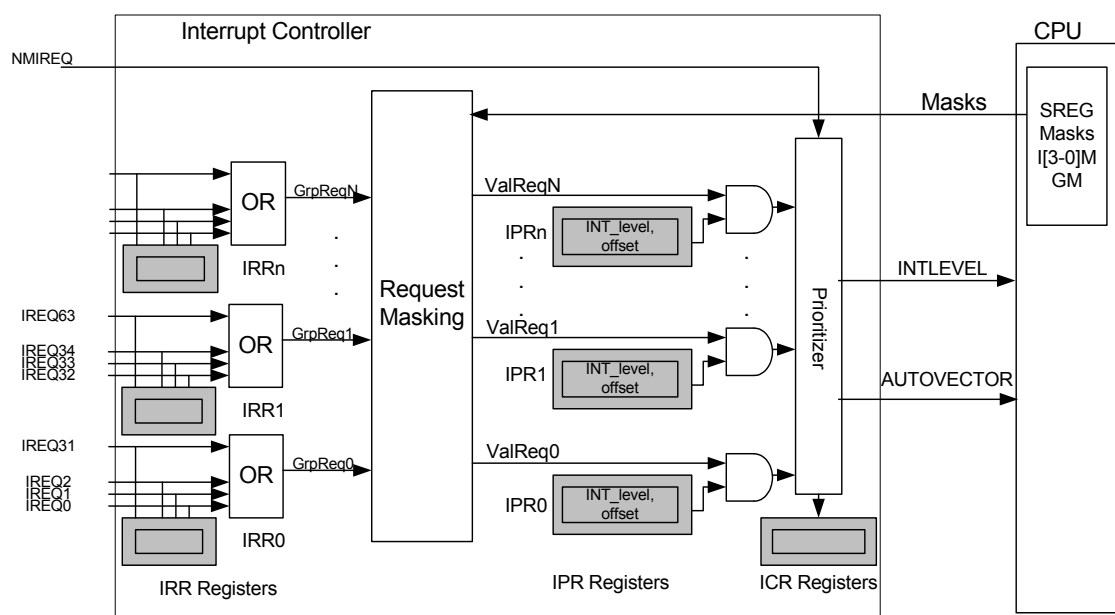 Interrupt Controller
CPU
NMIREQ
Masks
SREG
Masks
I[3-0]M
GM
OR
GrpReqN
ValReqN
IRRn
IPRn
INT_level,
offset
Request
Masking
Prioritizer
INTLEVEL
IREQ63
OR
GrpReq1
ValReq1
IREQ34
IREQ33
IREQ32
IRR1
IPR1
INT_level,
offset
AUTOVECTOR
IREQ31
OR
GrpReq0
ValReq0
IREQ2
IREQ1
IREQ0
IRR0
IPR0
INT_level,
offset
IRR Registers
IPR Registers
ICR Registers